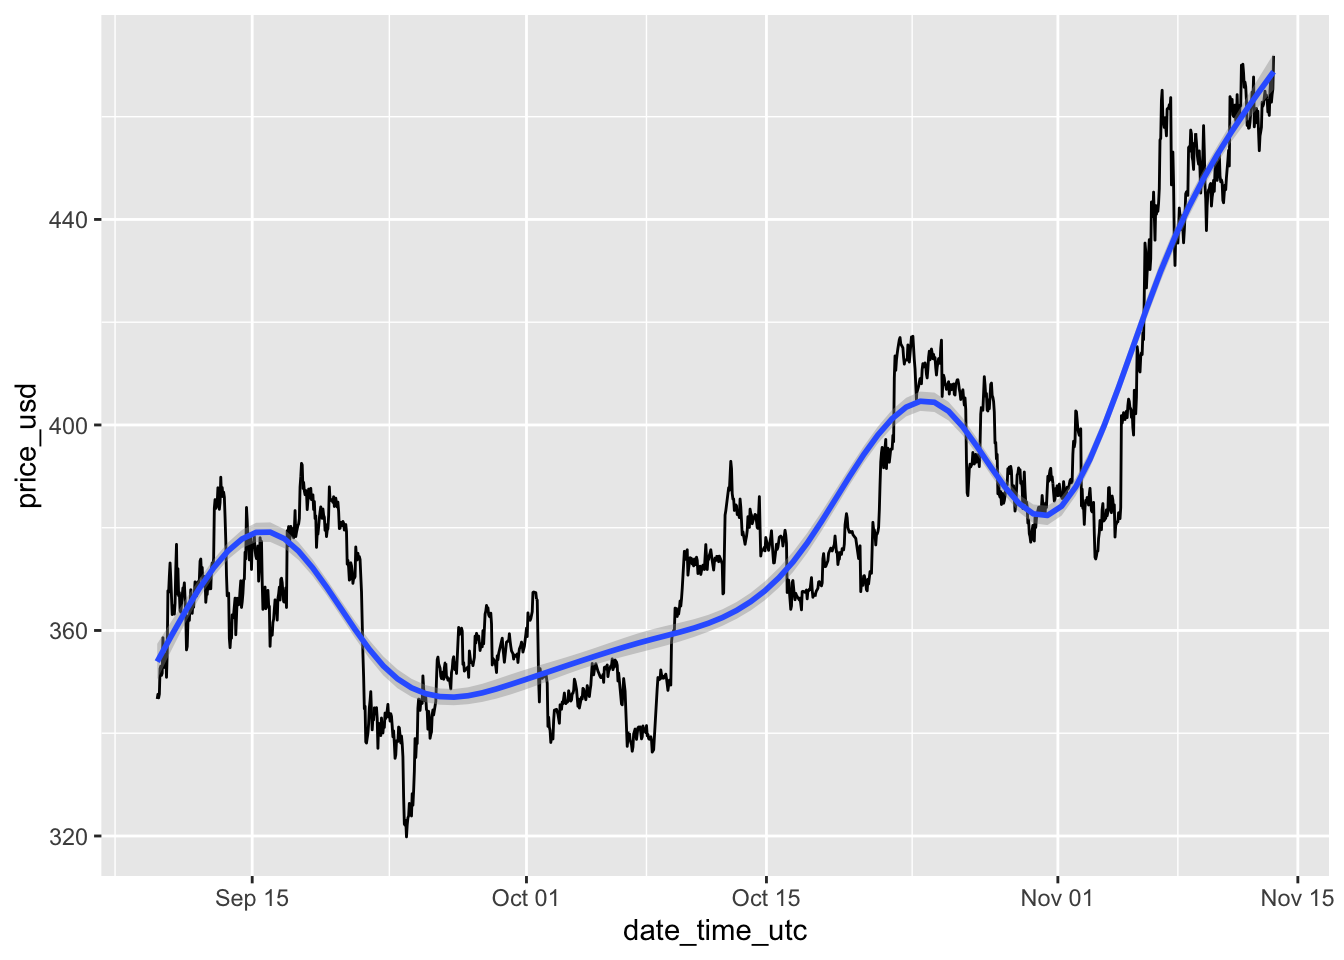 price_usd
440
400
360
320
Sep 15
Oct 01
Oct 15
Nov 01
Nov 15
date_time_utc